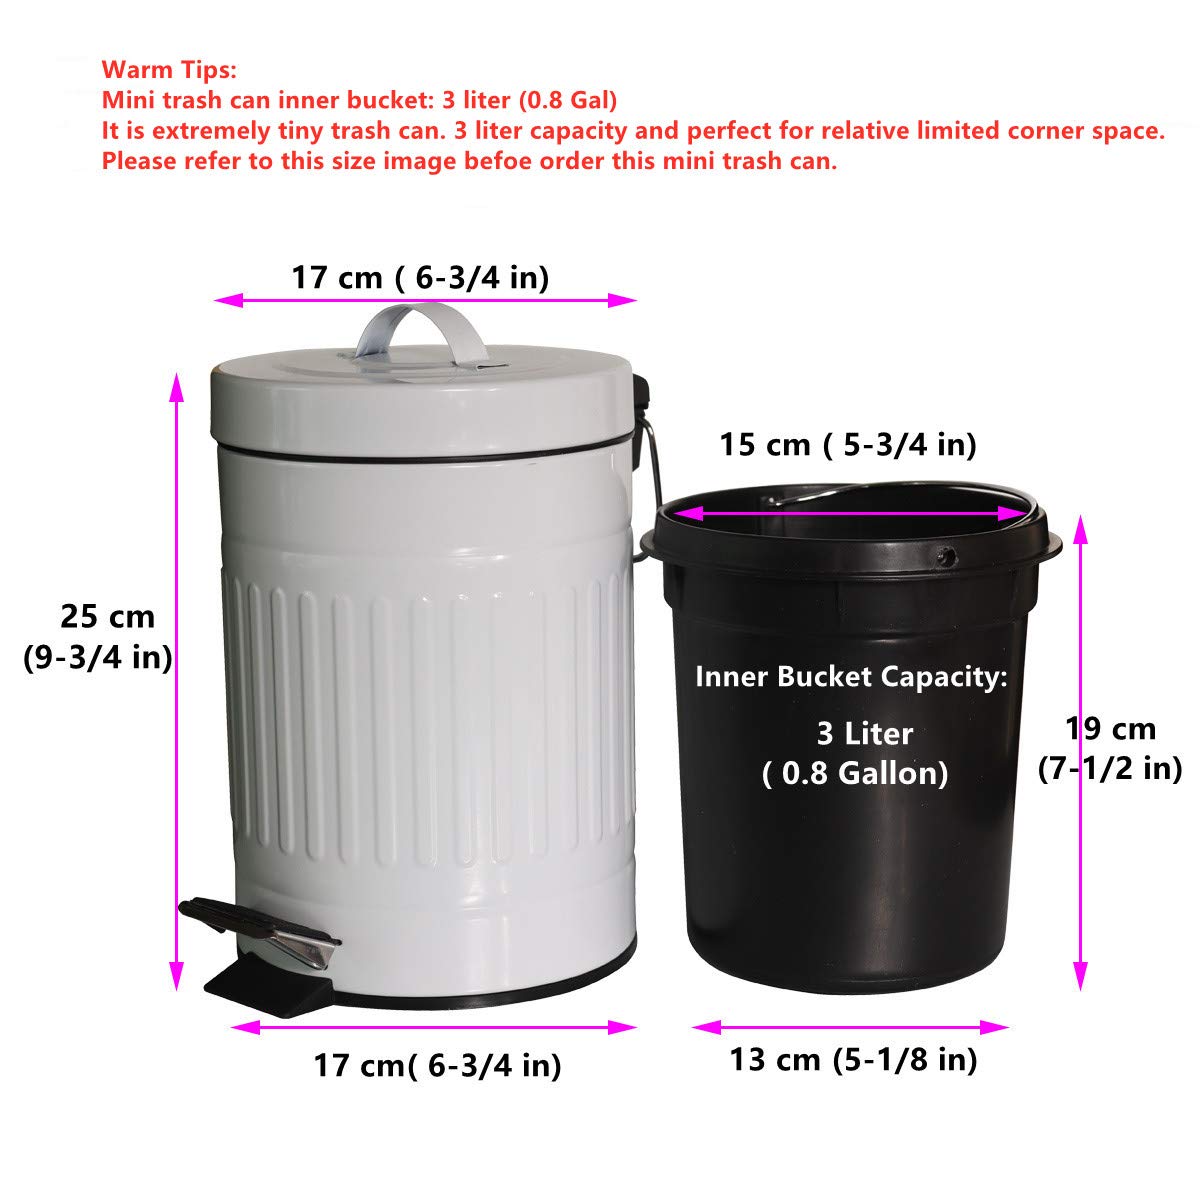 Warm Tips:
Mini trash can inner bucket: 3 liter (0.8 Gal)
It is extremely tiny trash can. 3 liter capacity and perfect for relative limited corner space.
Please refer to this size image befoe order this mini trash can.
17 cm ( 6-3/4 in)
15 cm ( 5-3/4 in)
25 cm
(9-3/4 in)
Inner Bucket Capacity:
3 Liter
( 0.8 Gallon)
19 cm
(7-1/2 in)
17 cm( 6-3/4 in)
13 cm (5-1/8 in)